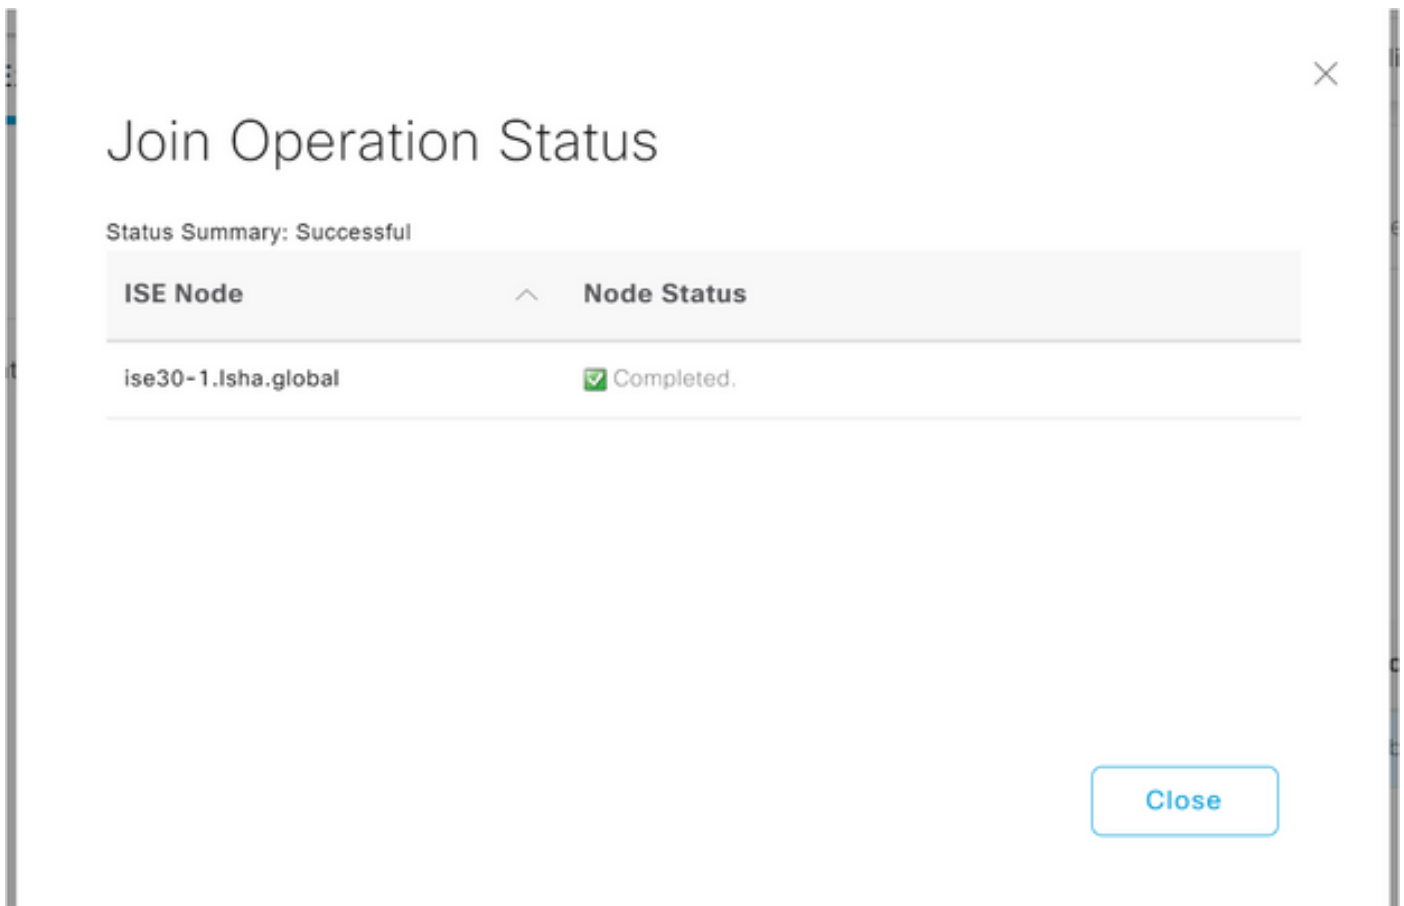 Join Operation Status
Status Summary: Successful
ISE Node Node Status
ise30-1.lsha.global Completed.
Close